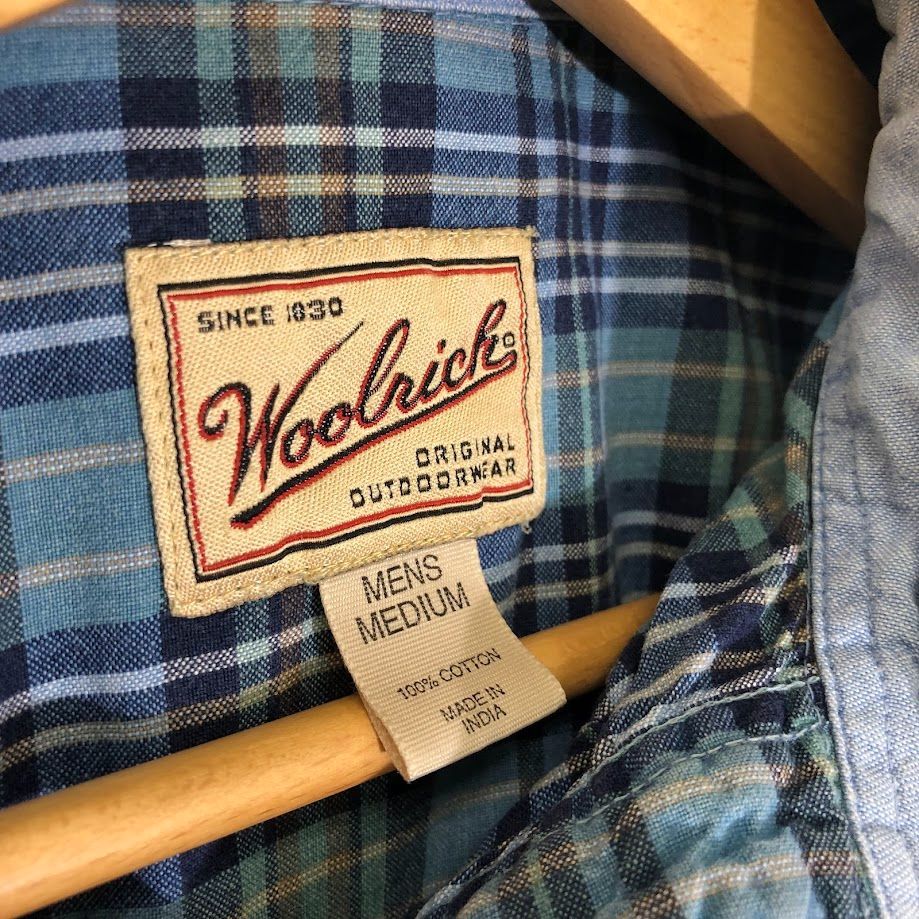 SINCE 1830
Woolrich
ORIGINAL
OUTDOORWEAR
MENS
MEDIUM
100% COTTON
MADE IN
INDIA